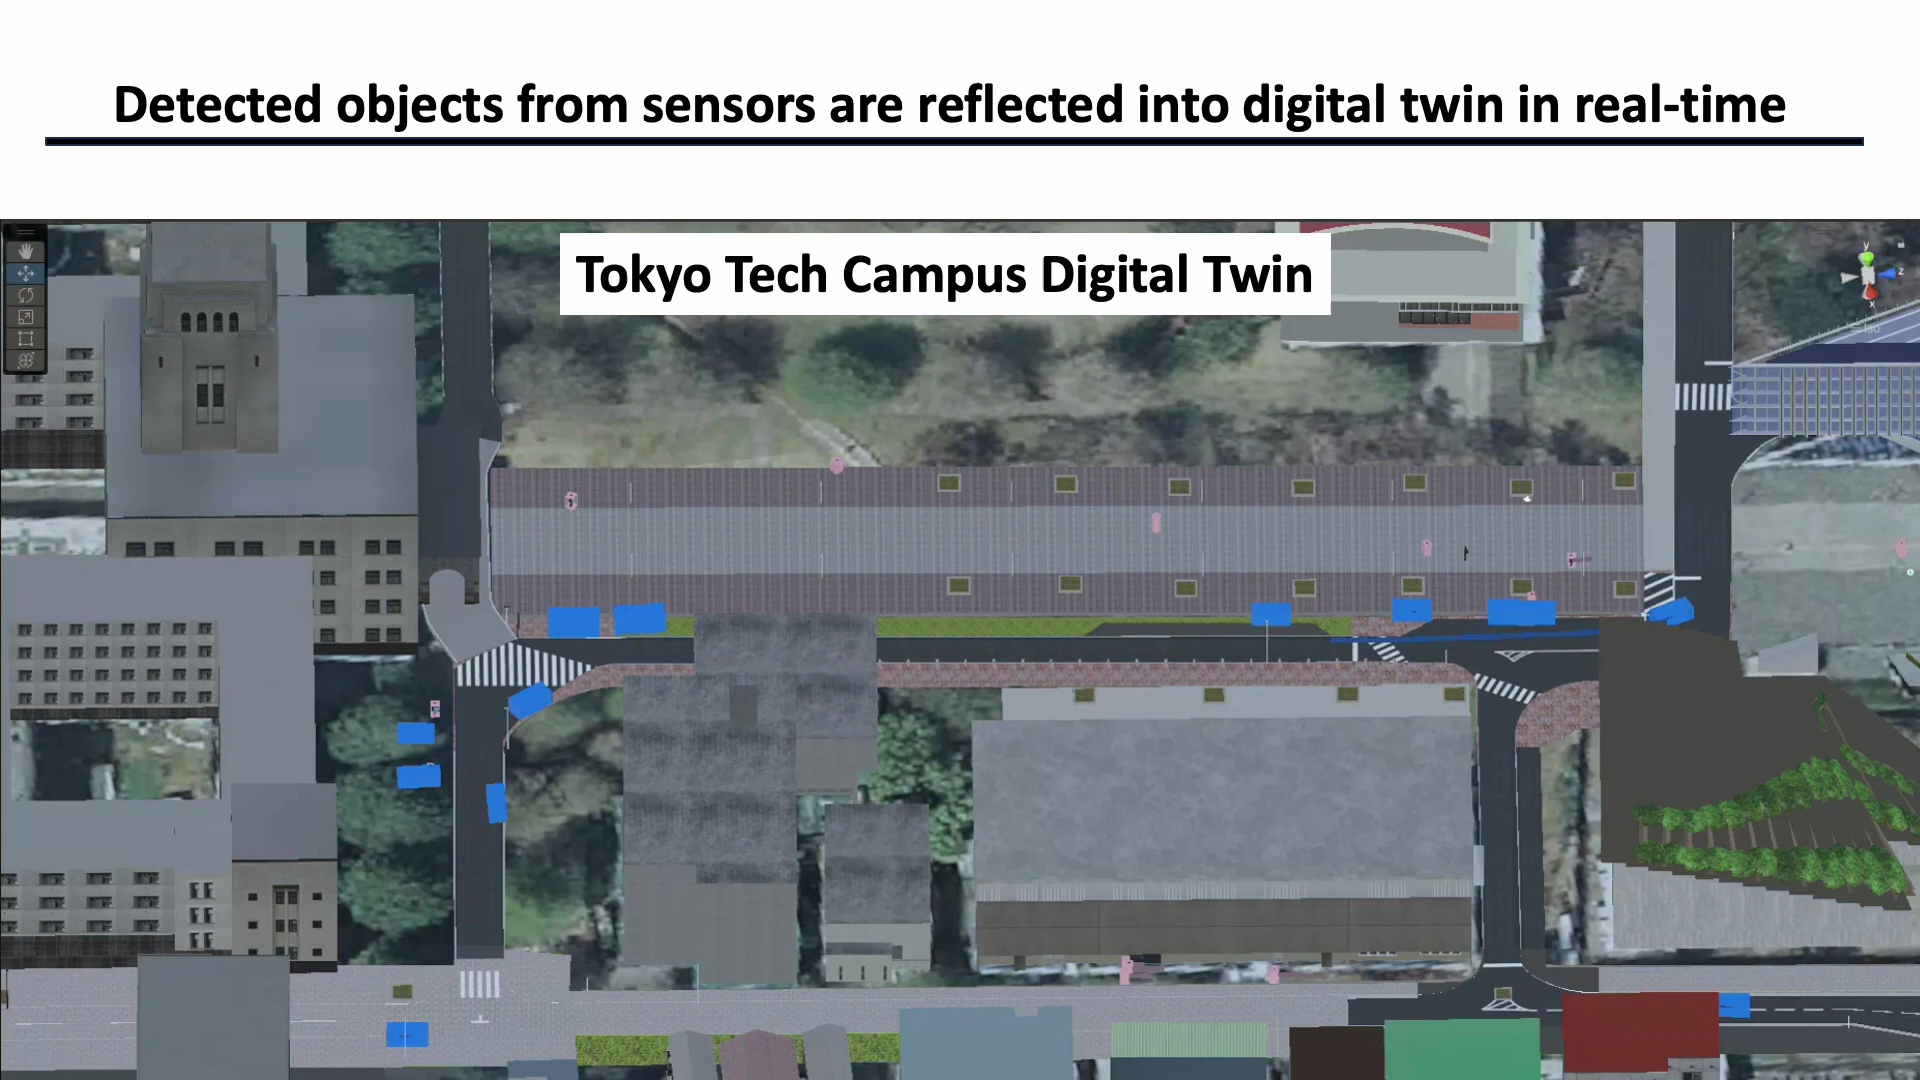 Detected objects from sensors are reflected into digital twin in real-time
Tokyo Tech Campus Digital Twin
y
z
x